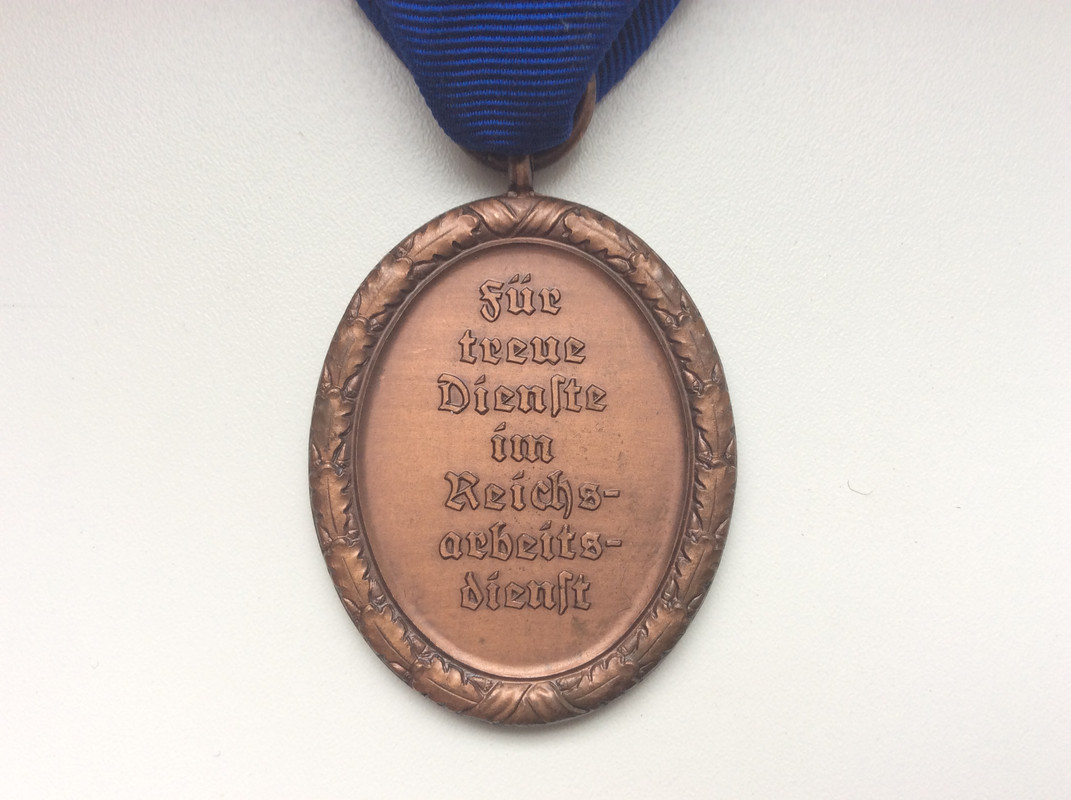 Für
treue
Dienſte
im
Reichs-
arbeits-
dienſt